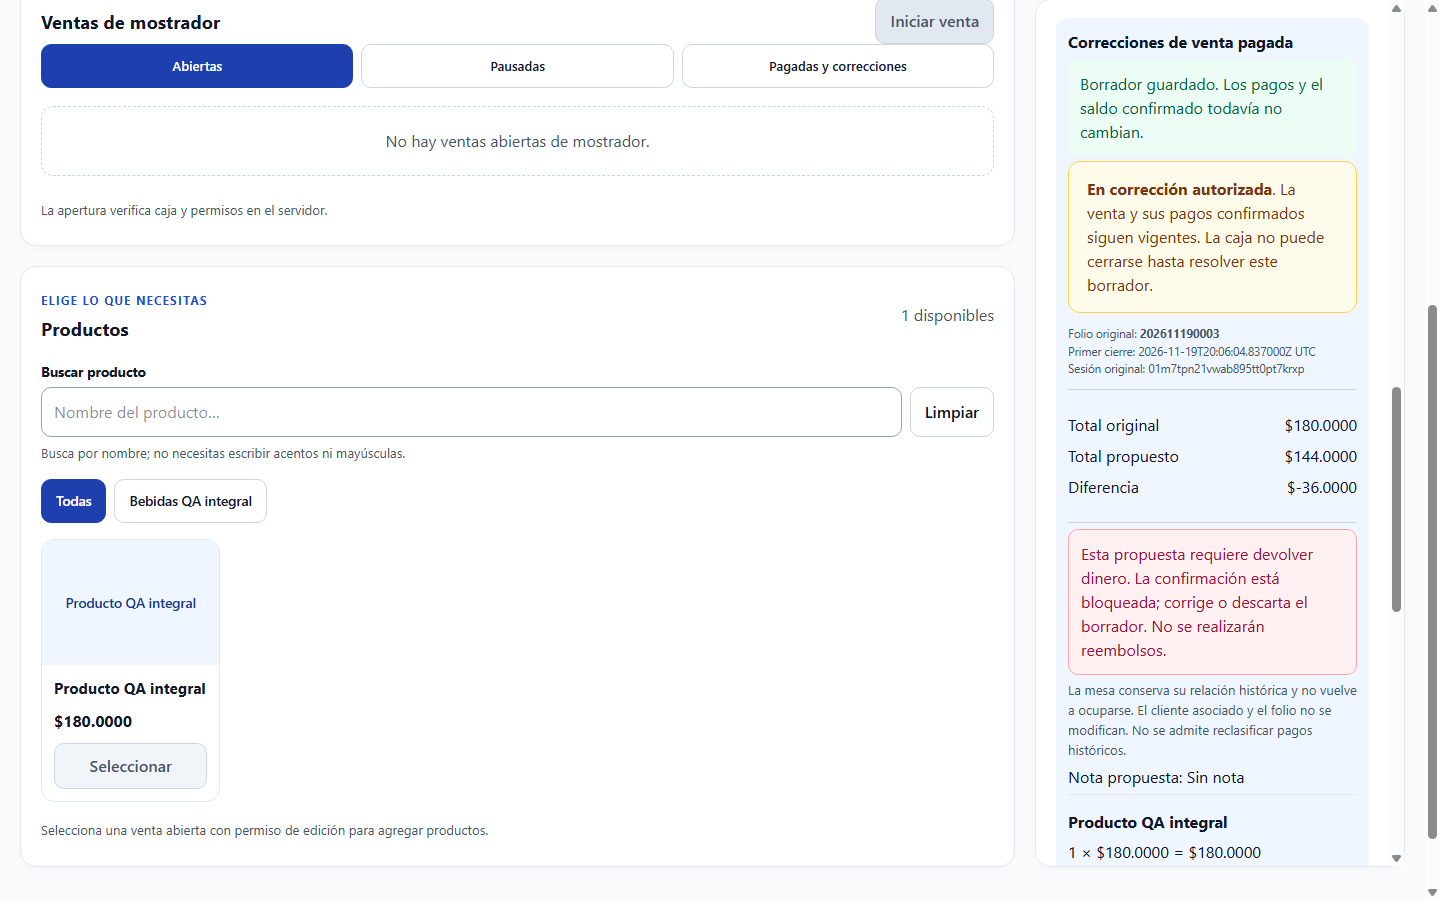 Ventas de mostrador
Iniciar venta
Abiertas
Pausadas
Pagadas y correcciones
No hay ventas abiertas de mostrador.
La apertura verifica caja y permisos en el servidor.
ELIGE LO QUE NECESITAS
Productos
1 disponibles
Buscar producto
Nombre del producto...
Limpiar
Busca por nombre; no necesitas escribir acentos ni mayúsculas.
Todas
Bebidas QA integral
Producto QA integral
Producto QA integral
$180.0000
Seleccionar
Selecciona una venta abierta con permiso de edición para agregar productos.
Correcciones de venta pagada
Borrador guardado. Los pagos y el
saldo confirmado todavía no
cambian.
En corrección autorizada. La
venta y sus pagos confirmados
siguen vigentes. La caja no puede
cerrarse hasta resolver este
borrador.
Folio original: 202611190003
Primer cierre: 2026-11-19T20:06:04.837000Z UTC
Sesión original: 01m7tpn21vwab895tt0pt7krxp
Total original $180.0000
Total propuesto $144.0000
Diferencia $-36.0000
Esta propuesta requiere devolver
dinero. La confirmación está
bloqueada; corrige o descarta el
borrador. No se realizarán
reembolsos.
La mesa conserva su relación histórica y no vuelve
a ocuparse. El cliente asociado y el folio no se
modifican. No se admite reclasificar pagos
históricos.
Nota propuesta: Sin nota
Producto QA integral
1 × $180.0000 = $180.0000